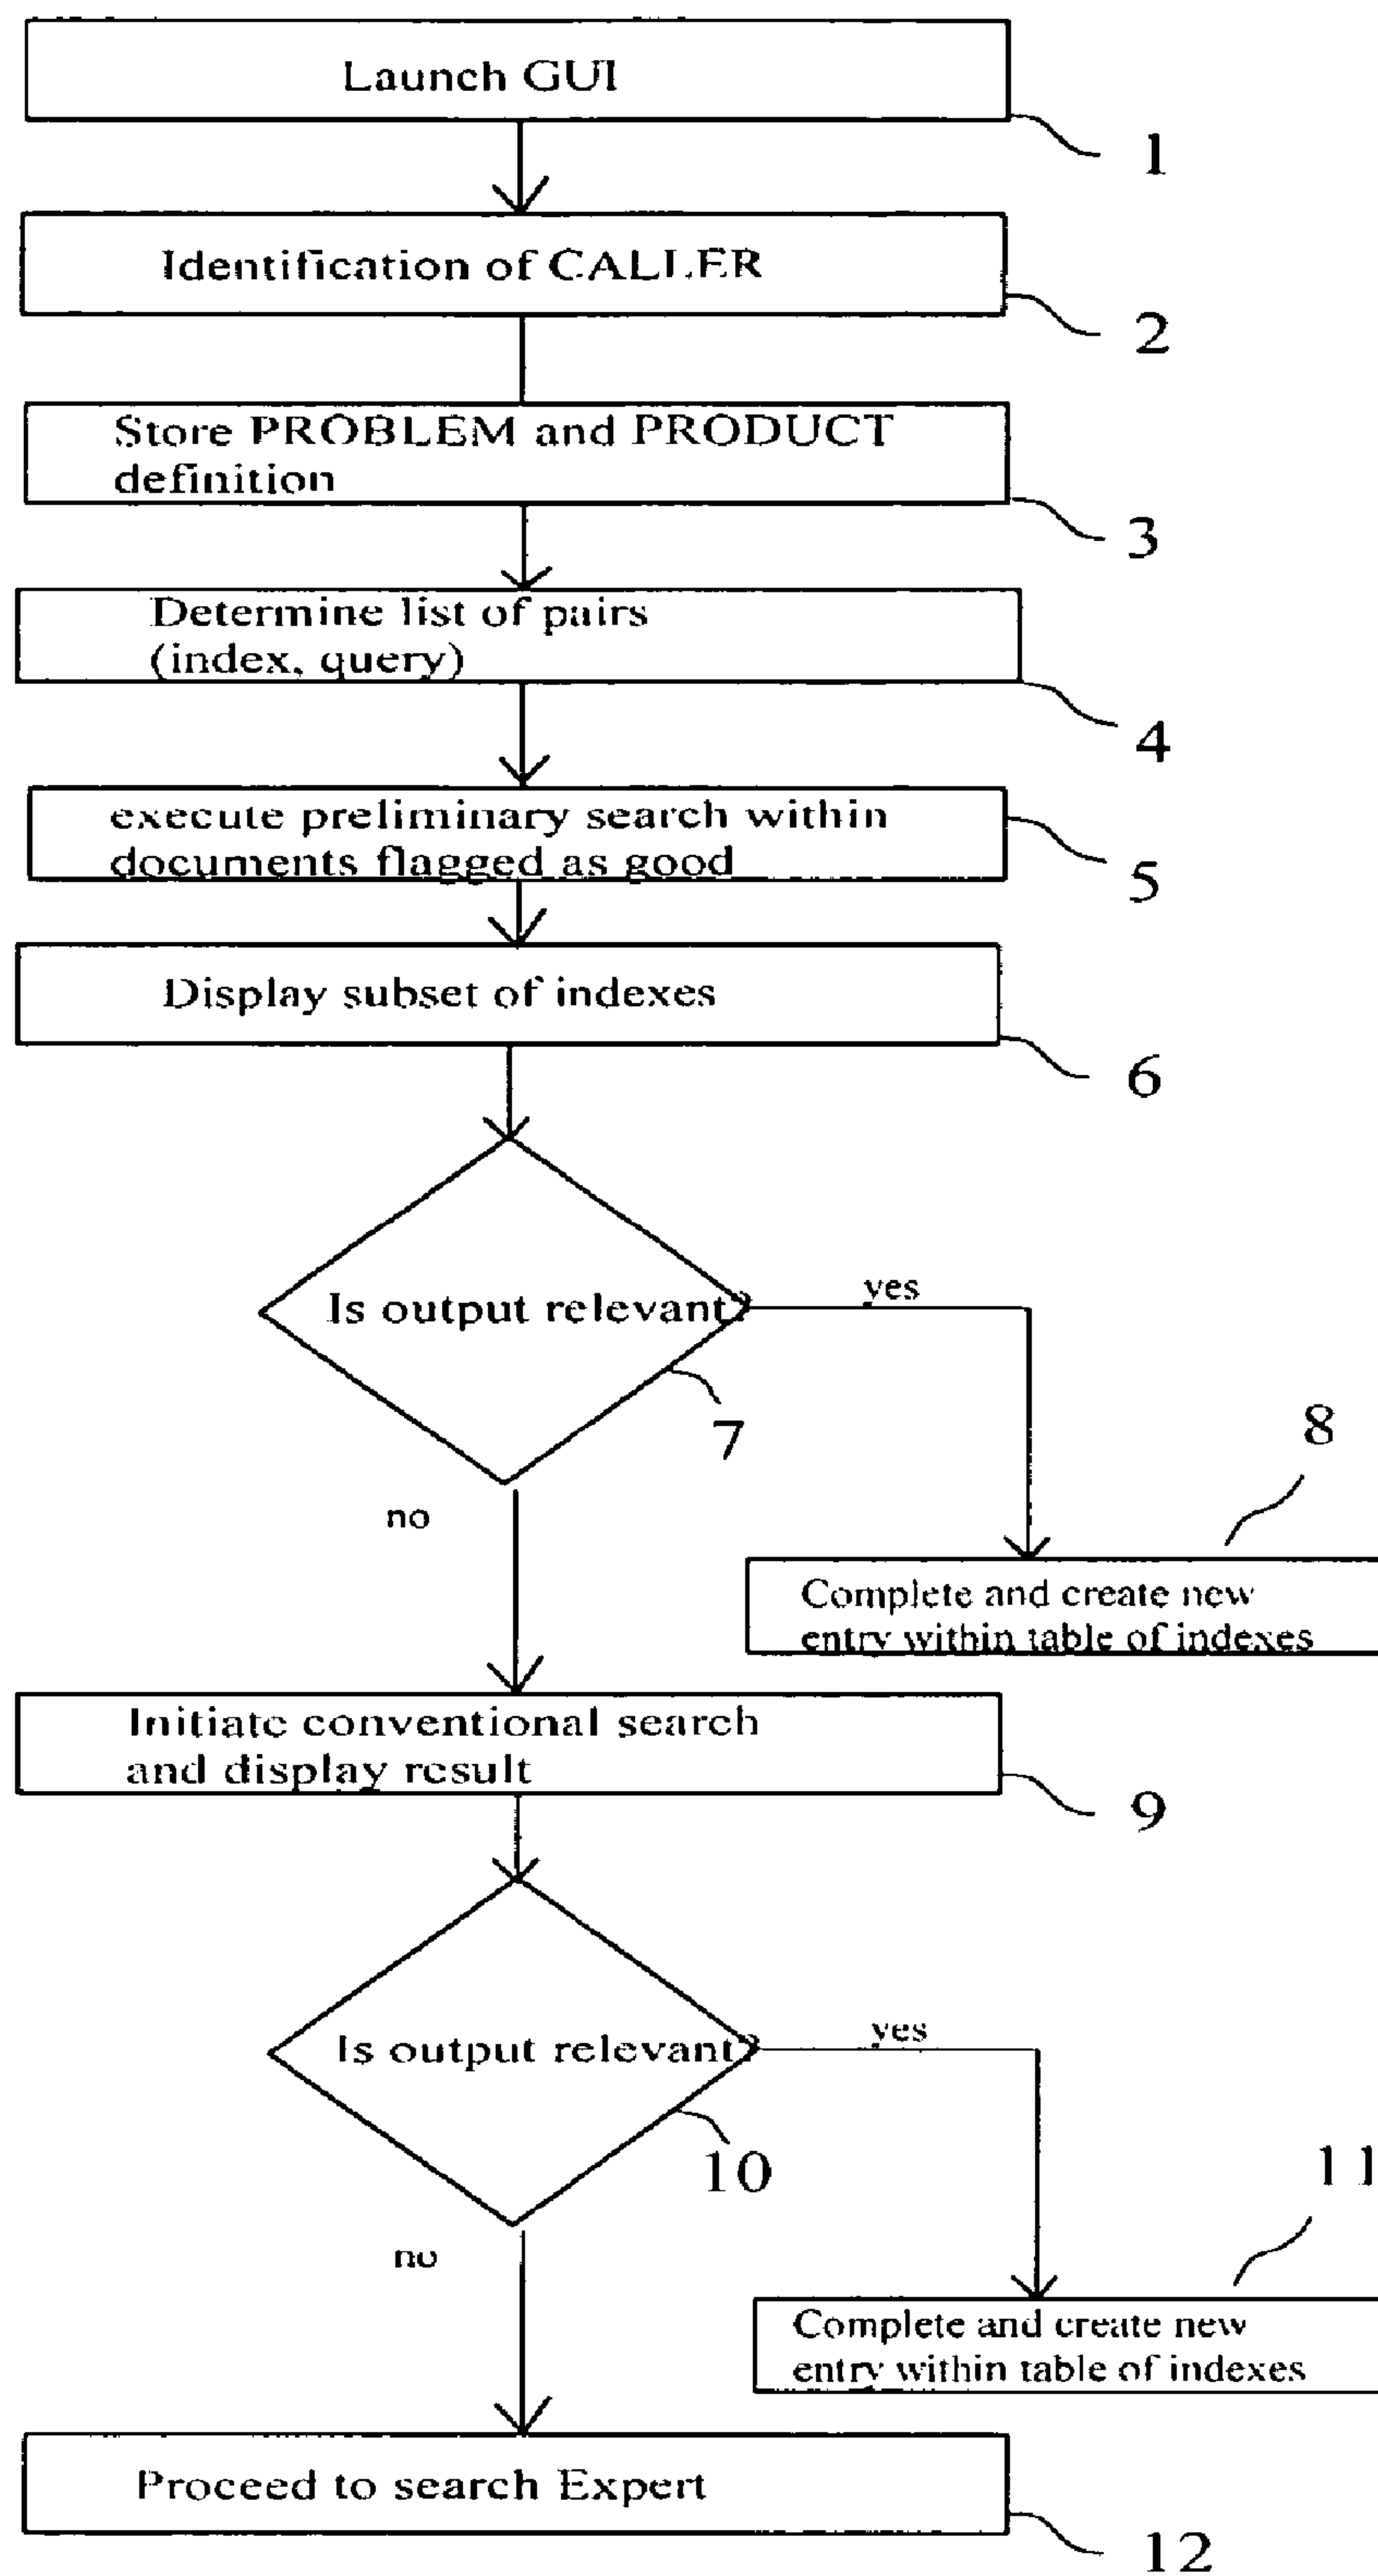 Launch GUI
1
Identification of CALLER
2
Store PROBLEM and PRODUCT
definition
3
Determine list of pairs
(index, query)
4
execute preliminary search within
documents flagged as good
5
Display subset of indexes
6
Is output relevant?
yes
7
8
no
Complete and create new
entry within table of indexes
Initiate conventional search
and display result
9
Is output relevant?
yes
10
11
no
Complete and create new
entry within table of indexes
Proceed to search Expert
12